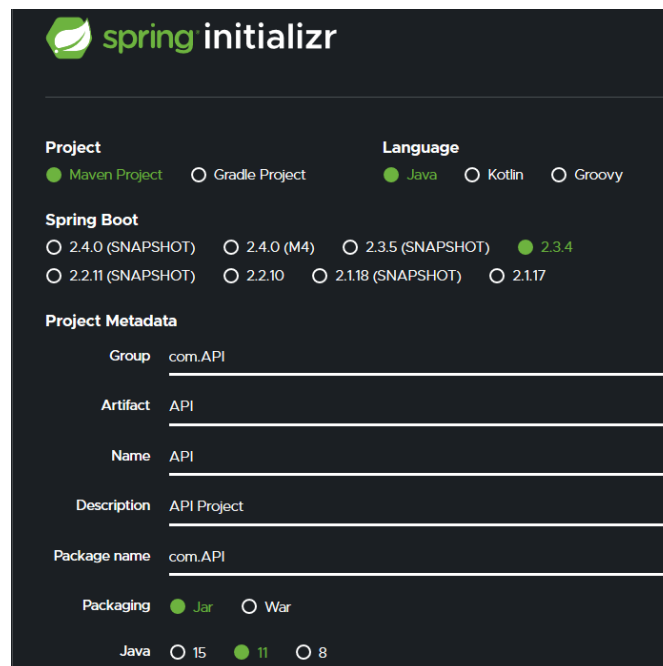 spring initializr
Project
Language
Maven Project Gradle Project
Java Kotlin Groovy
Spring Boot
2.4.0 (SNAPSHOT) 2.4.0 (M4) 2.3.5 (SNAPSHOT) 2.3.4
2.2.11 (SNAPSHOT) 2.2.10 2.1.18 (SNAPSHOT) 2.1.17
Project Metadata
Group com.API
Artifact API
Name API
Description API Project
Package name com.API
Packaging Jar War
Java 15 11 8